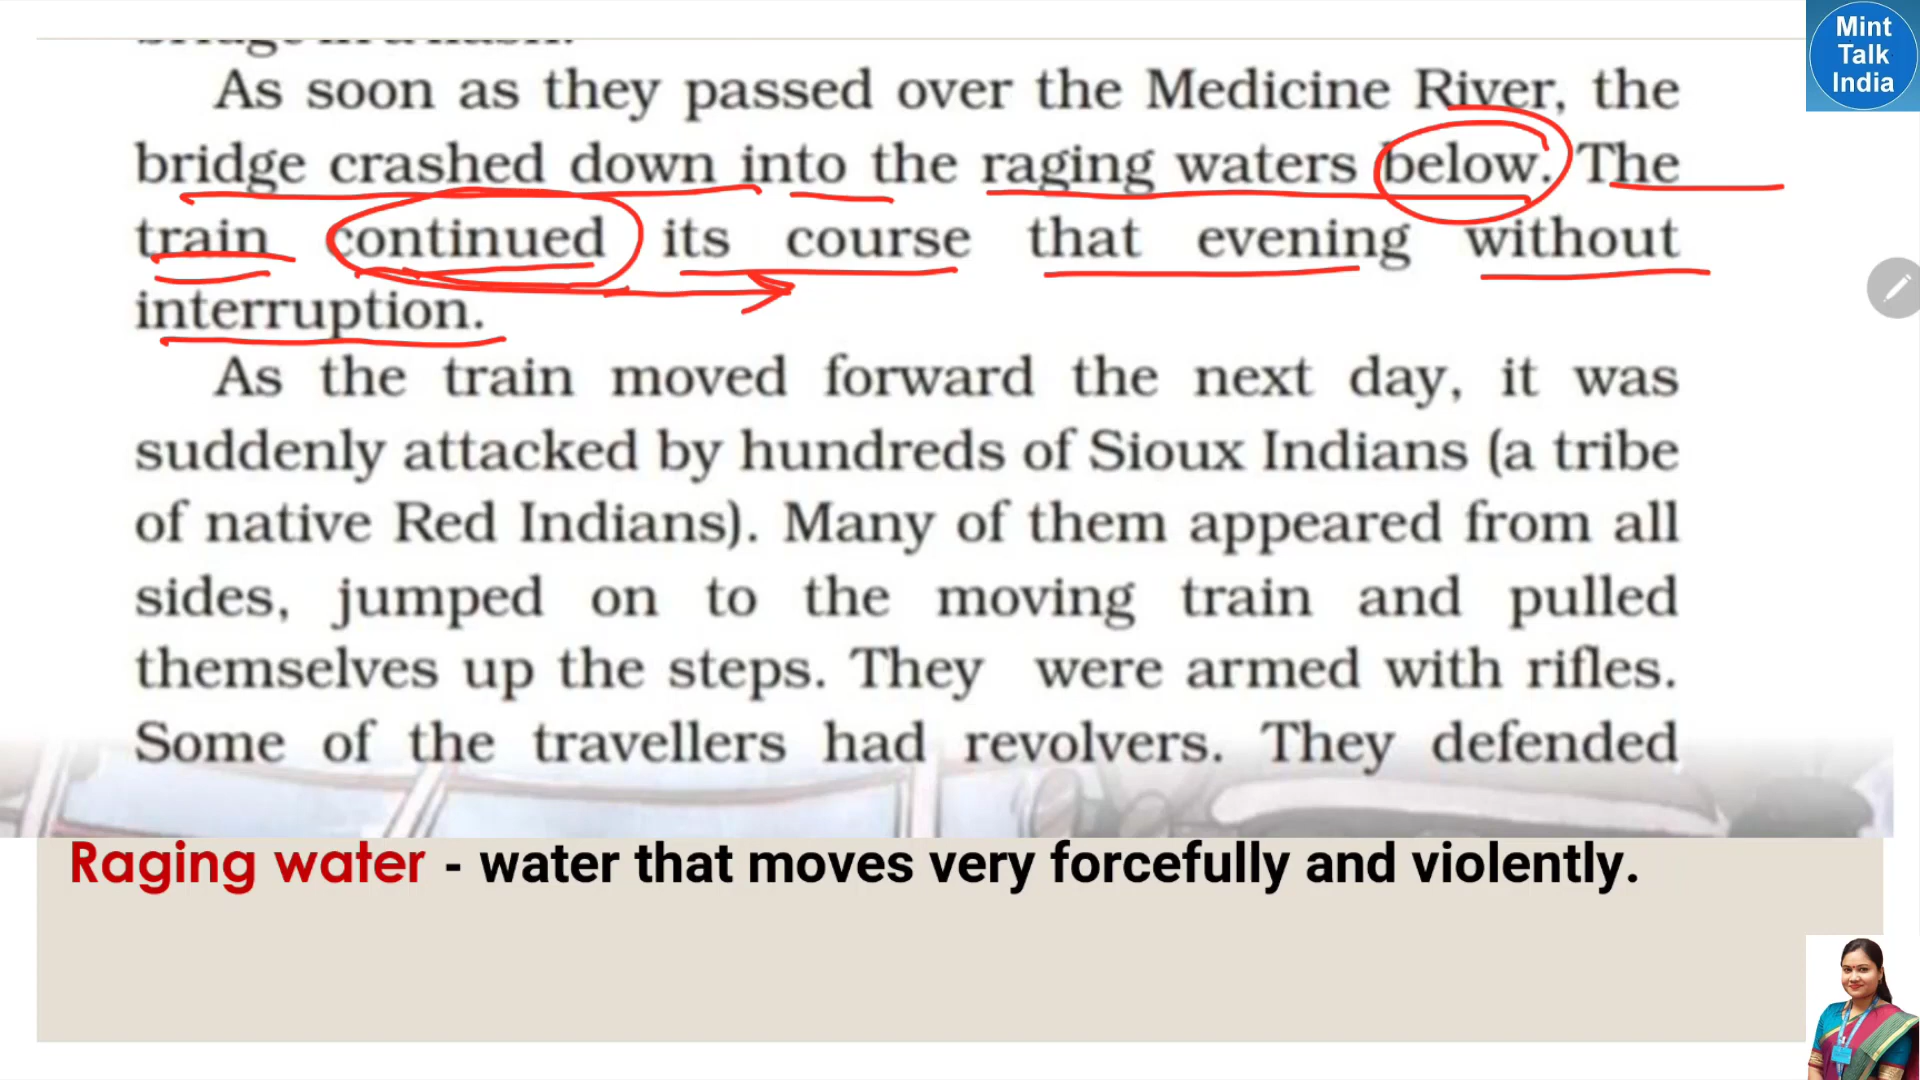 As soon as they passed over the Medicine River, the
bridge crashed down into the raging waters below. The
train continued its course that evening without
interruption.
As the train moved forward the next day, it was
suddenly attacked by hundreds of Sioux Indians (a tribe
of native Red Indians). Many of them appeared from all
sides, jumped on to the moving train and pulled
themselves up the steps. They were armed with rifles.
Some of the travellers had revolvers. They defended
Raging water - water that moves very forcefully and violently.
Mint
Talk
India